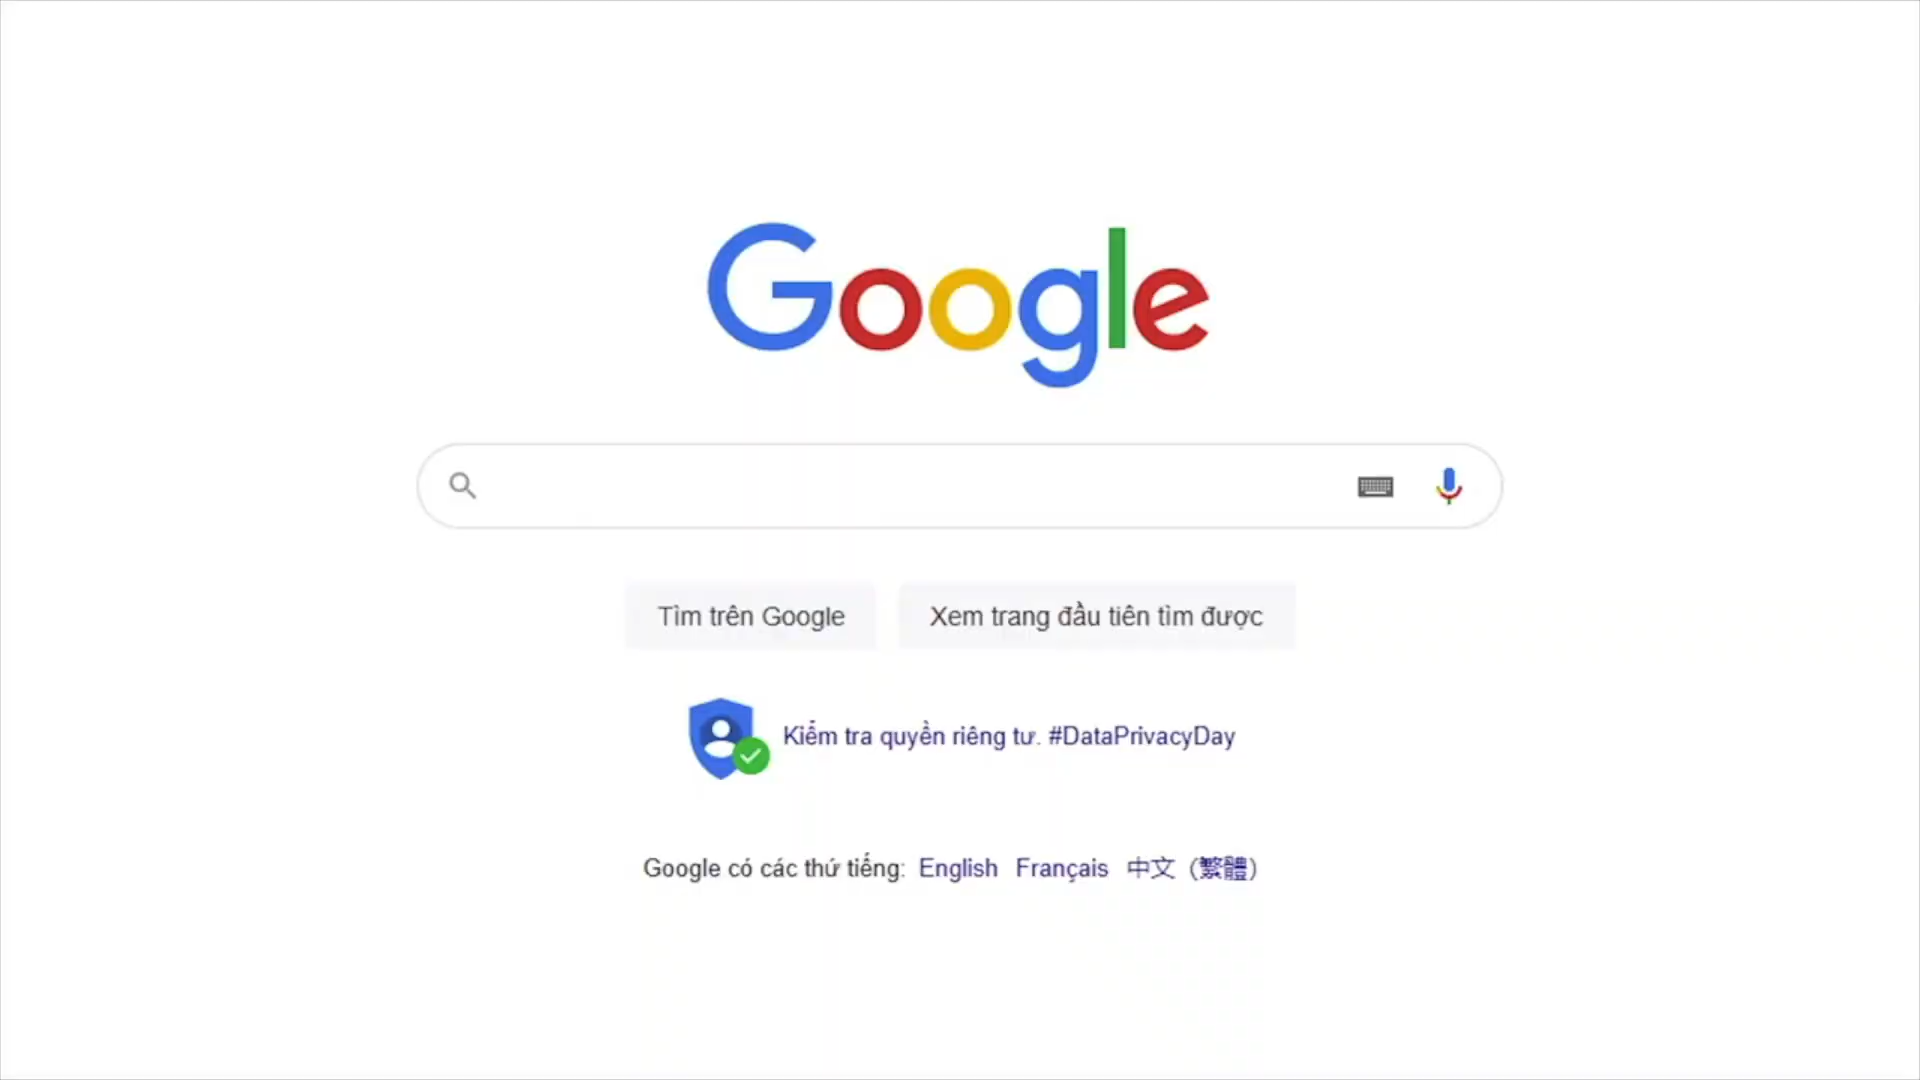 Google
Tìm trên Google
Xem trang đầu tiên tìm được
Kiểm tra quyền riêng tư. #DataPrivacyDay
Google có các thứ tiếng: English Français 中文 (繁體)